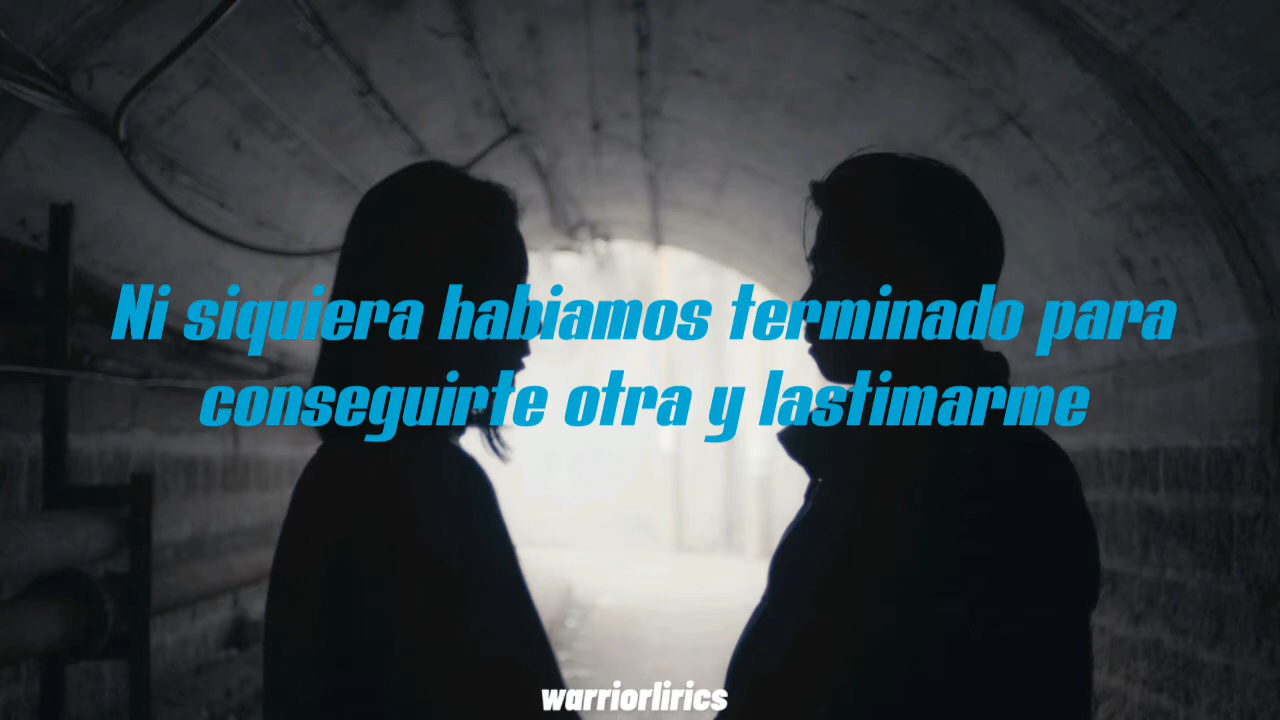 Ni siquiera habiamos terminado para
conseguirte otra y lastimarme
warriorlirics